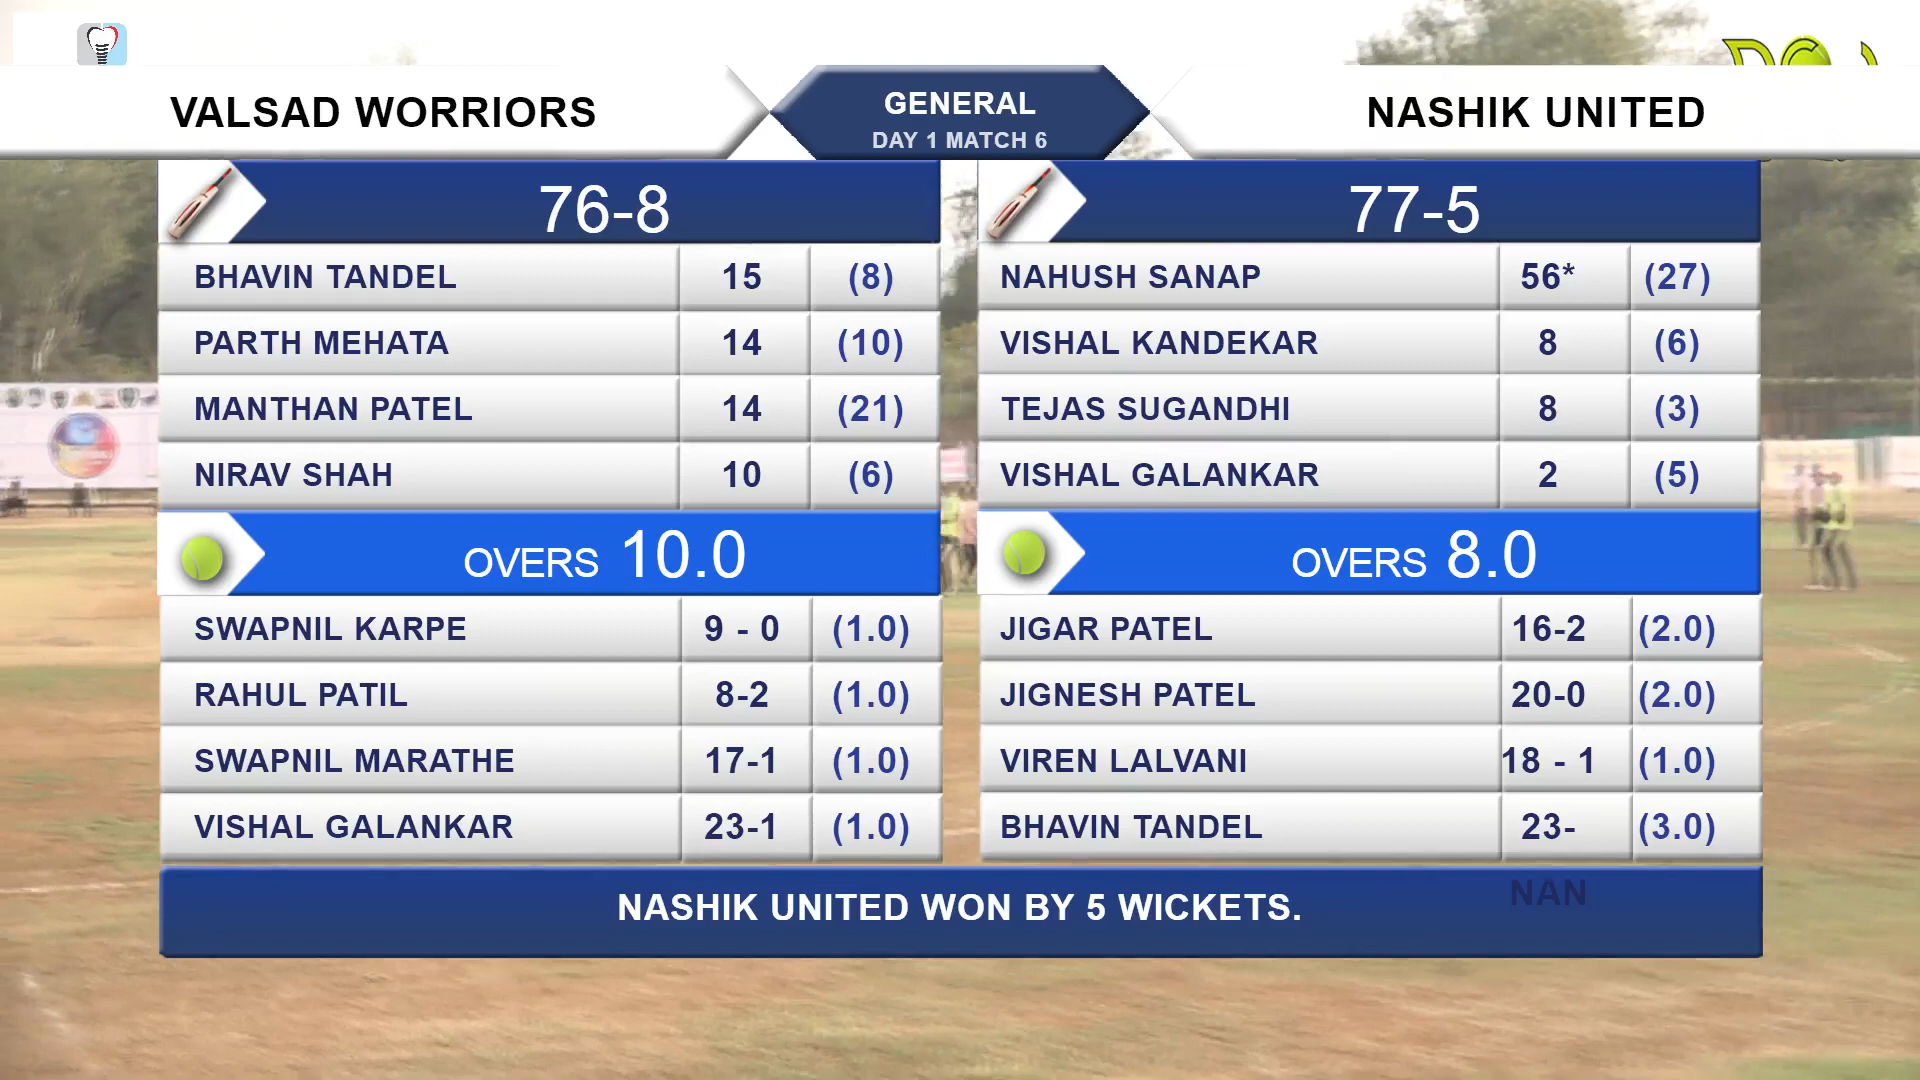 VALSAD WORRIORS
GENERAL
DAY 1 MATCH 6
NASHIK UNITED
76-8
BHAVIN TANDEL 15 (8)
PARTH MEHATA 14 (10)
MANTHAN PATEL 14 (21)
NIRAV SHAH 10 (6)
OVERS 10.0
SWAPNIL KARPE 9 - 0 (1.0)
RAHUL PATIL 8-2 (1.0)
SWAPNIL MARATHE 17-1 (1.0)
VISHAL GALANKAR 23-1 (1.0)
77-5
NAHUSH SANAP 56* (27)
VISHAL KANDEKAR 8 (6)
TEJAS SUGANDHI 8 (3)
VISHAL GALANKAR 2 (5)
OVERS 8.0
JIGAR PATEL 16-2 (2.0)
JIGNESH PATEL 20-0 (2.0)
VIREN LALVANI 18 - 1 (1.0)
BHAVIN TANDEL 23- (3.0)
NAN
NASHIK UNITED WON BY 5 WICKETS.